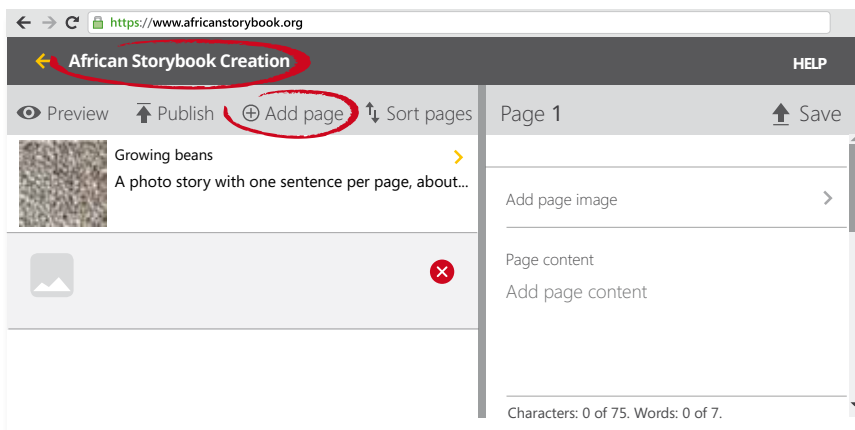 https://www.africanstorybook.org
African Storybook Creation
HELP
Preview Publish Add page Sort pages
Page 1 Save
Growing beans
A photo story with one sentence per page, about...
Add page image
Page content
Add page content
Characters: 0 of 75. Words: 0 of 7.